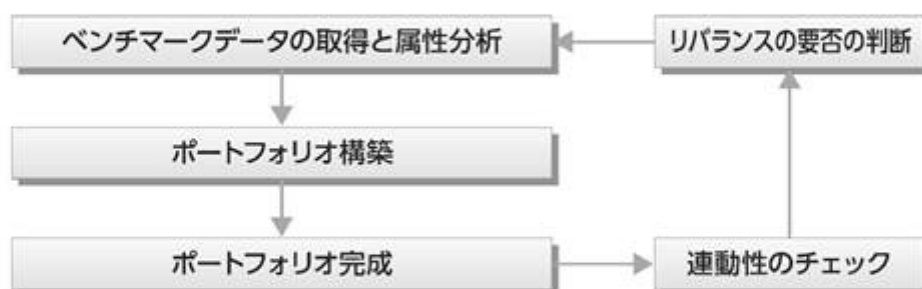 ベンチマークデータの取得と属性分析
リバランスの要否の判断
ポートフォリオ構築
ポートフォリオ完成
連動性のチェック